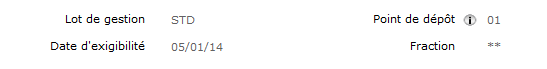 Lot de gestion STD Point de dépôt 01
Date d'exigibilité 05/01/14 Fraction **